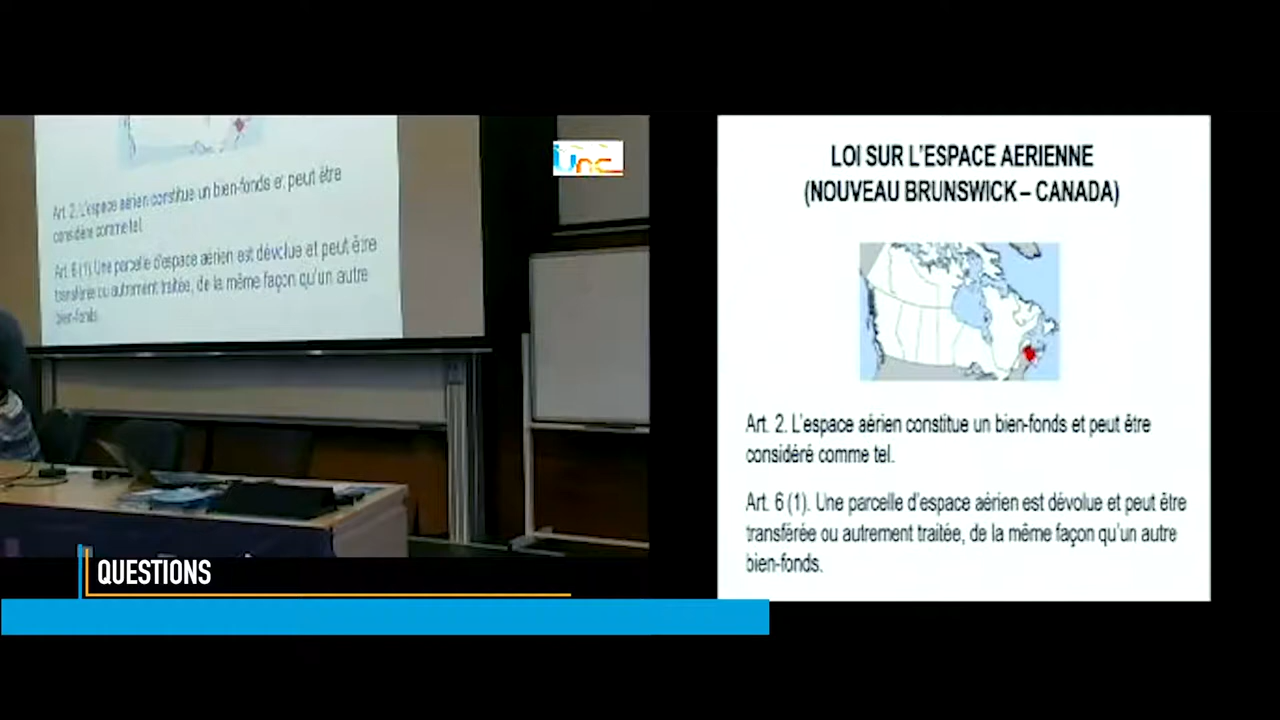 Art. 2. L'espace aérien constitue un bien-fonds et peut être
considéré comme tel.
Art. 6 (1) Une parcelle d'espace aérien est dévolue et peut être
transférée ou autrement traitée, de la même façon qu'un autre
bien-fonds.
Unc
QUESTIONS
LOI SUR L'ESPACE AERIENNE
(NOUVEAU BRUNSWICK – CANADA)
Art. 2. L'espace aérien constitue un bien-fonds et peut être
considéré comme tel.
Art. 6 (1). Une parcelle d'espace aérien est dévolue et peut être
transférée ou autrement traitée, de la même façon qu'un autre
bien-fonds.